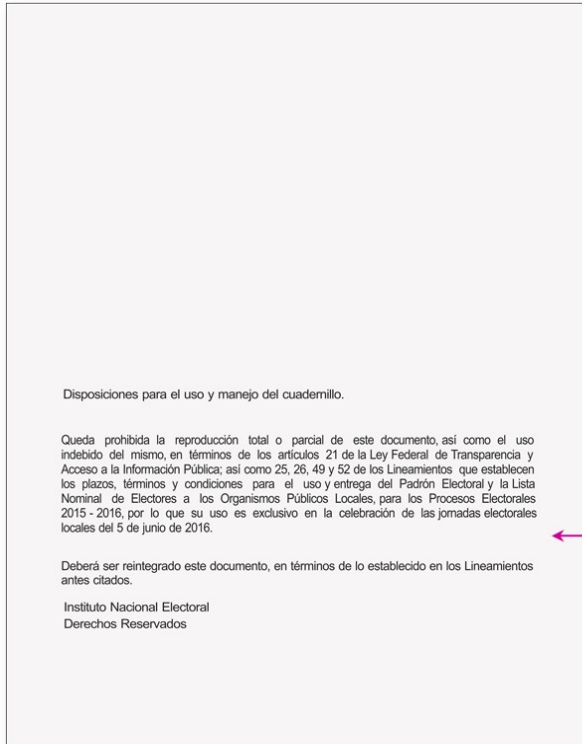 Disposiciones para el uso y manejo del cuadernillo.
Queda prohibida la reproducción total o parcial de este documento, así como el uso
indebido del mismo, en términos de los artículos 21 de la Ley Federal de Transparencia y
Acceso a la Información Pública; así como 25, 26, 49 y 52 de los Lineamientos que establecen
los plazos, términos y condiciones para el uso y entrega del Padrón Electoral y la Lista
Nominal de Electores a los Organismos Públicos Locales, para los Procesos Electorales
2015 - 2016, por lo que su uso es exclusivo en la celebración de las jornadas electorales
locales del 5 de junio de 2016.
Deberá ser reintegrado este documento, en términos de lo establecido en los Lineamientos
antes citados.
Instituto Nacional Electoral
Derechos Reservados